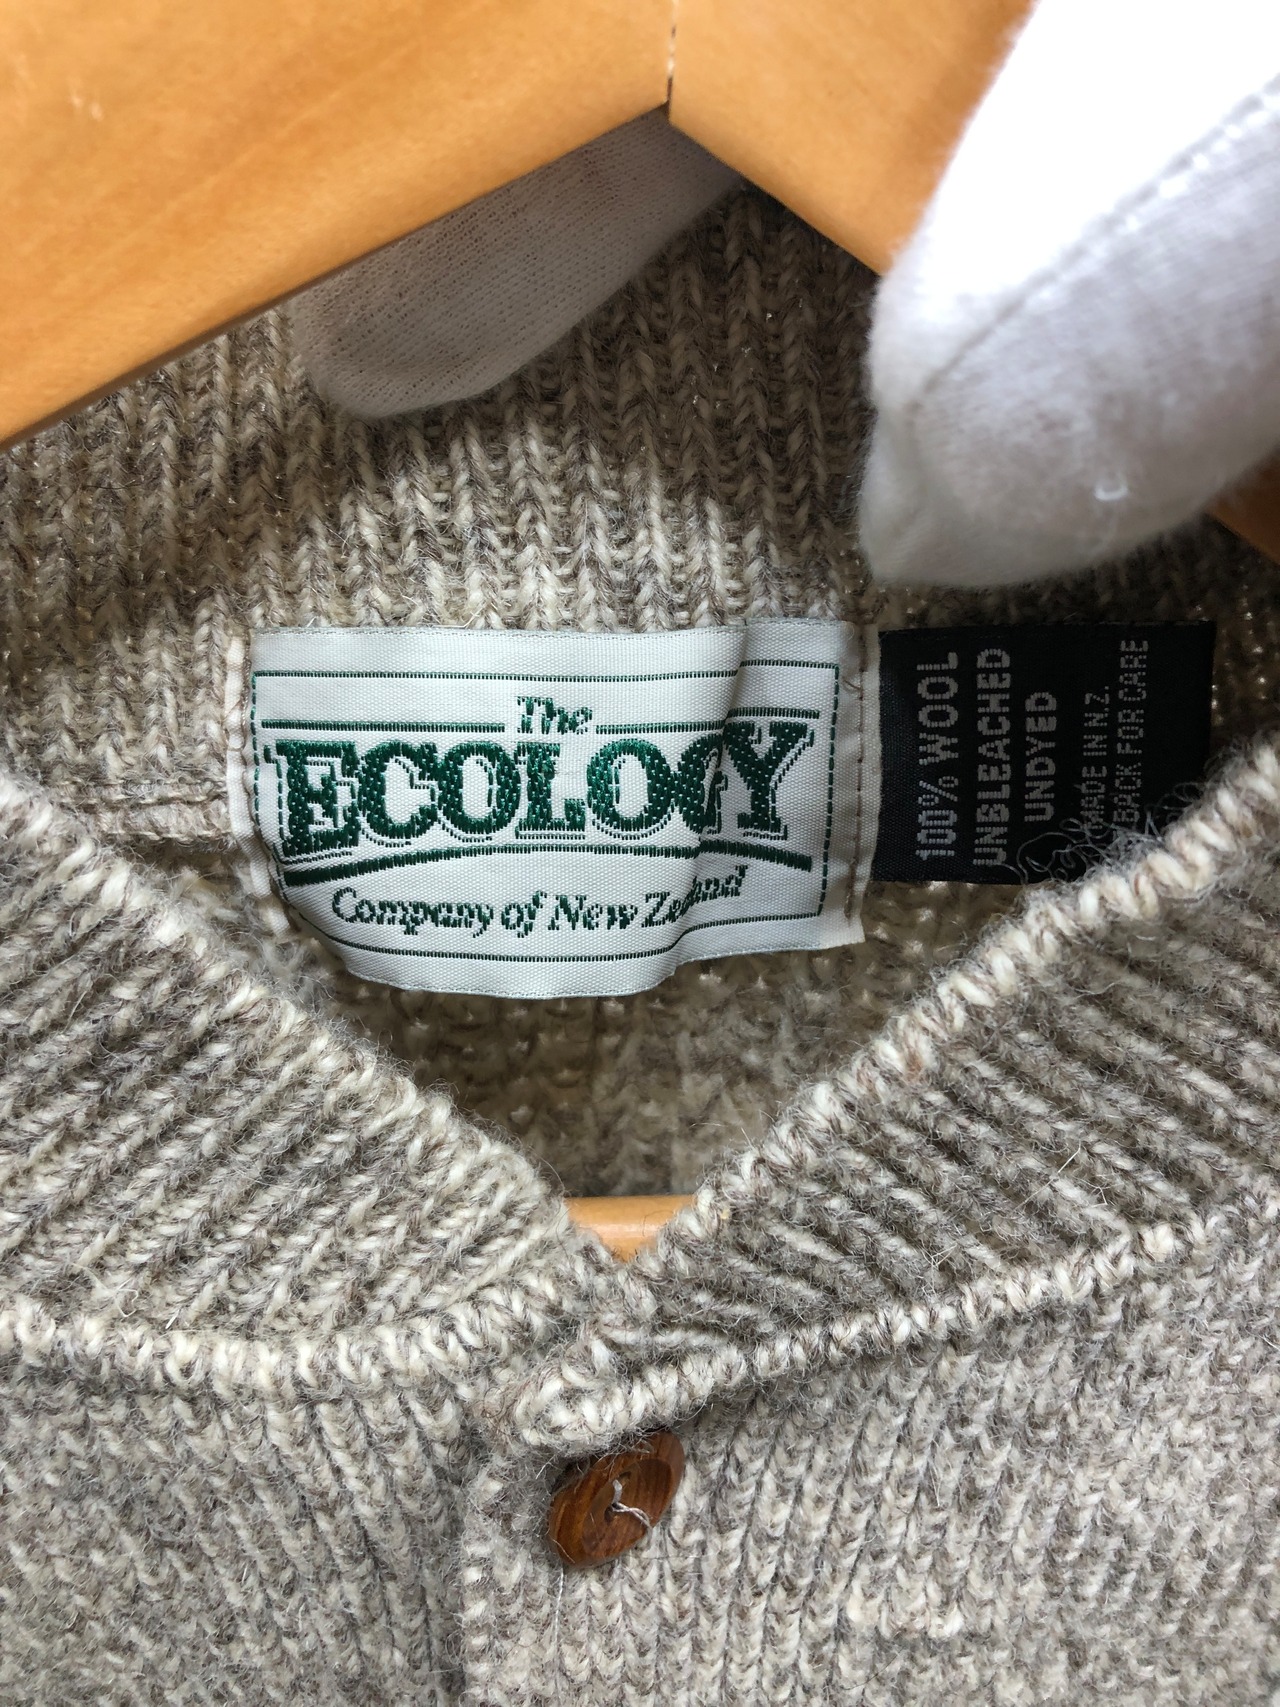 The
ECOLOGY
Company of New Zealand
100% WOOL
UNBLEACHED
UNDYED
MADE IN N.Z.
BACK FOR CARE